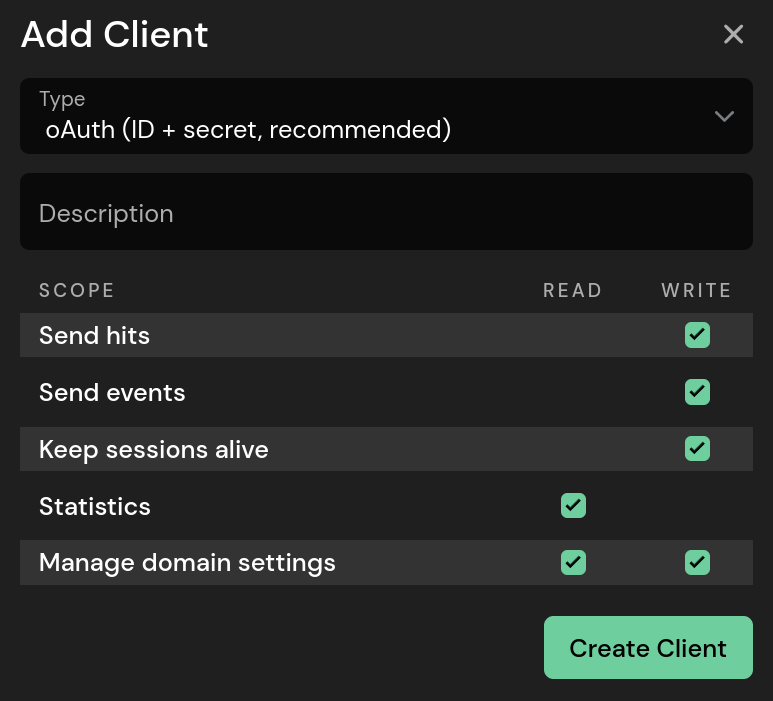 Add Client
Type
oAuth (ID + secret, recommended)
Description
SCOPE READ WRITE
Send hits
Send events
Keep sessions alive
Statistics
Manage domain settings
Create Client